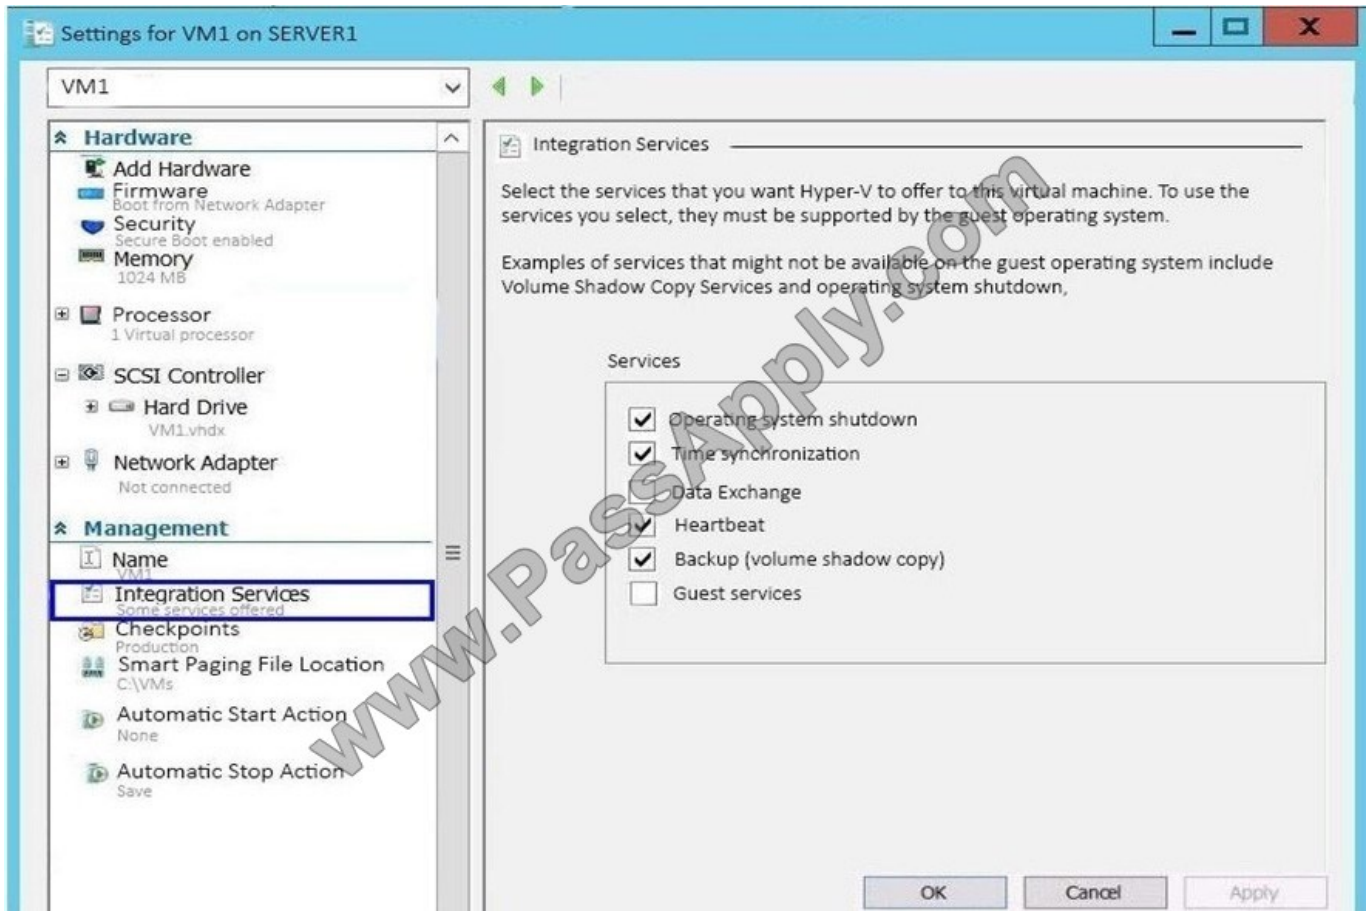 Settings for VM1 on SERVER1
X
VM1
Hardware
Add Hardware
Firmware
Boot from Network Adapter
Security
Secure Boot enabled
Memory
1024 MB
Processor
1 Virtual processor
SCSI Controller
Hard Drive
VM1.vhdx
Network Adapter
Not connected
Management
Name
VM1
Integration Services
Some services offered
Checkpoints
Production
Smart Paging File Location
C:\VMs
Automatic Start Action
None
Automatic Stop Action
Save
Integration Services
Select the services that you want Hyper-V to offer to this virtual machine. To use the
services you select, they must be supported by the guest operating system.
Examples of services that might not be available on the guest operating system include
Volume Shadow Copy Services and operating system shutdown,
Services
Operating system shutdown
Time synchronization
Data Exchange
Heartbeat
Backup (volume shadow copy)
Guest services
OK
Cancel
Apply
www.PassApply.com